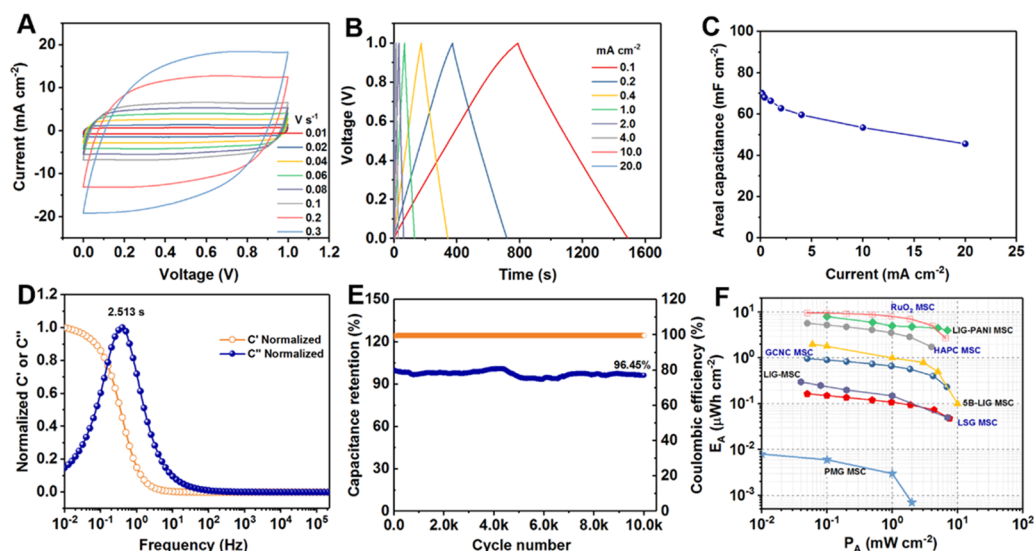 A
Current (mA cm⁻²)
20
10
0
-10
-20
V s⁻¹
0.01
0.02
0.04
0.06
0.08
0.1
0.2
0.3
0.0 0.2 0.4 0.6 0.8 1.0
Voltage (V)
B
Voltage (V)
1.0
0.8
0.6
0.4
0.2
0.0
mA cm⁻²
0.1
0.2
0.4
1.0
2.0
4.0
10.0
20.0
0 400 800 1200 1600
Time (s)
C
Areal capacitance (mF cm⁻²)
100
80
60
40
20
0
0 5 10 15 20 25
Current (mA cm⁻²)
D
Normalized C' or C"
1.2
1.0
0.8
0.6
0.4
0.2
0.0
2.513 s
C' Normalized
C" Normalized
10⁻² 10⁻¹ 10⁰ 10¹ 10² 10³ 10⁴ 10⁵
Frequency (Hz)
E
Capacitance retention (%)
150
120
90
60
30
0
96.45%
120
100
80
60
40
20
0
Coulombic efficiency (%)
0.0 2.0k 4.0k 6.0k 8.0k 10.0k
Cycle number
F
E_A (μWh cm⁻²)
10¹
10⁰
10⁻¹
10⁻²
10⁻³
RuO₂ MSC
LIG-PANI MSC
HAPC MSC
GCNC MSC
LIG-MSC
5B-LIG MSC
LSG MSC
PMG MSC
10⁻² 10⁻¹ 10⁰ 10¹ 10²
P_A (mW cm⁻²)